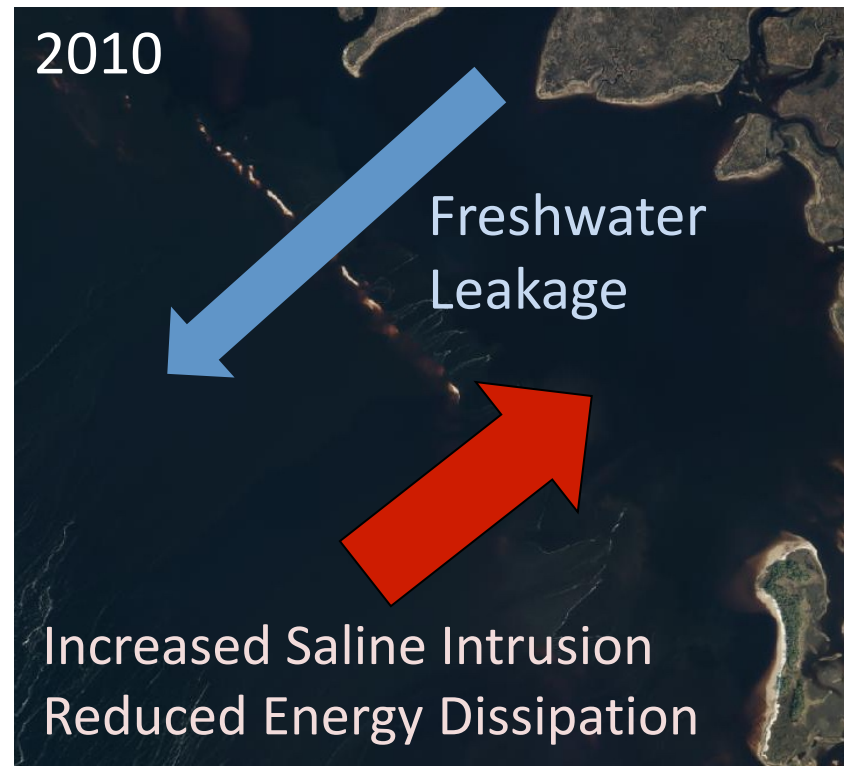 2010
Freshwater
Leakage
Increased Saline Intrusion
Reduced Energy Dissipation